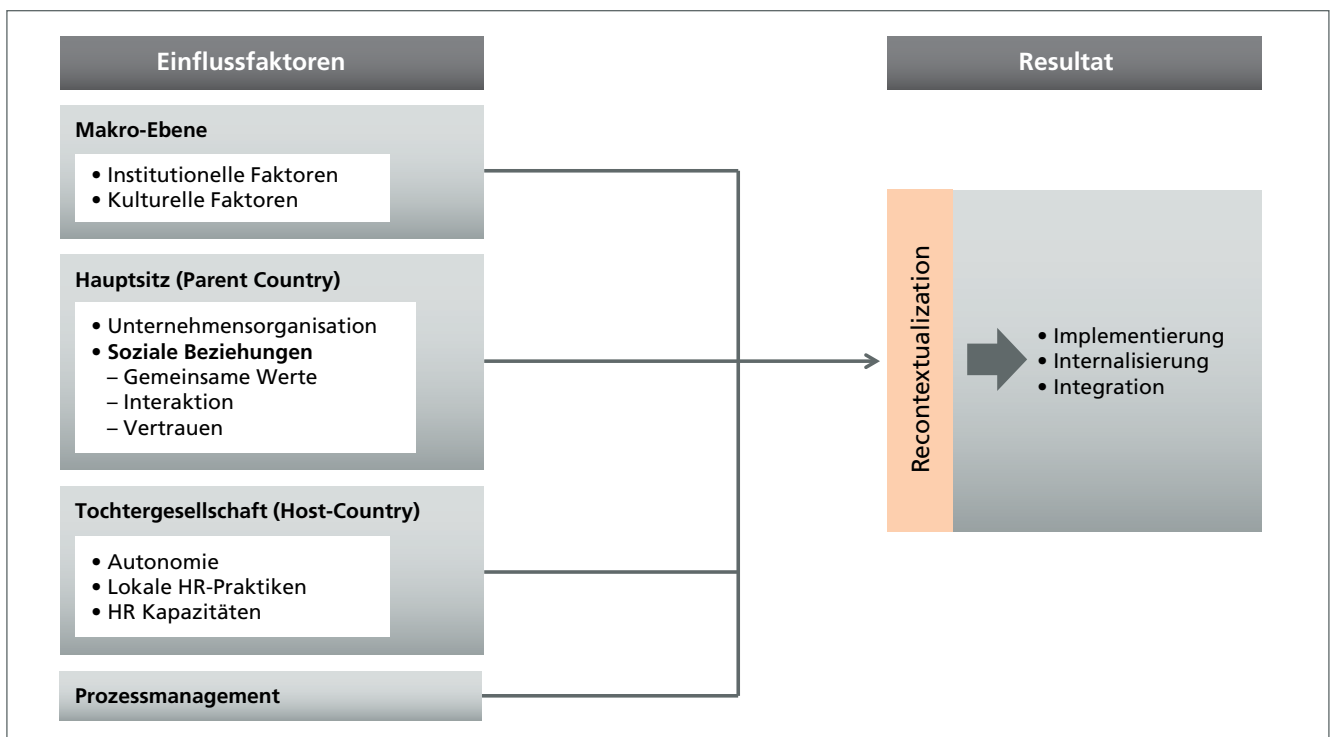 Einflussfaktoren
Makro-Ebene
• Institutionelle Faktoren
• Kulturelle Faktoren
Hauptsitz (Parent Country)
• Unternehmensorganisation
• Soziale Beziehungen
– Gemeinsame Werte
– Interaktion
– Vertrauen
Tochtergesellschaft (Host-Country)
• Autonomie
• Lokale HR-Praktiken
• HR Kapazitäten
Prozessmanagement
Resultat
Recontextualization
• Implementierung
• Internalisierung
• Integration